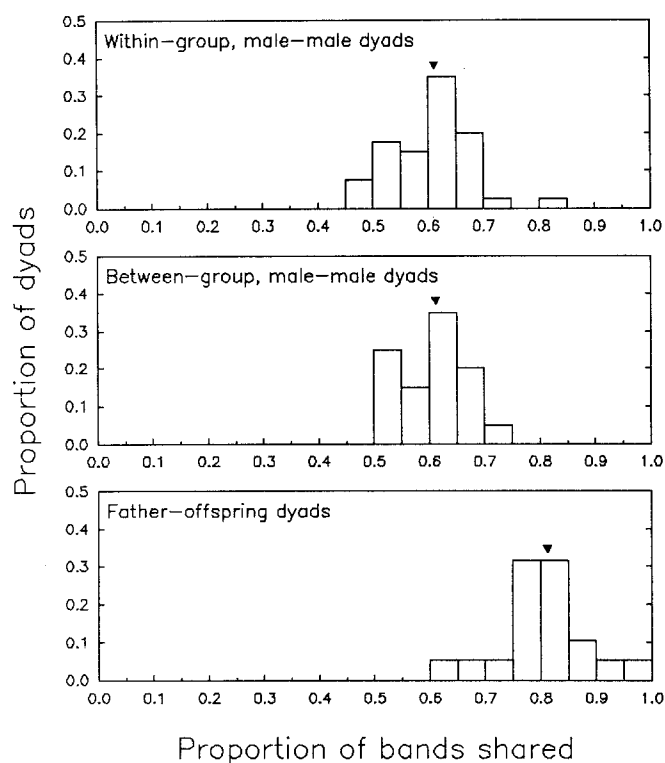 Within-group, male-male dyads
0.5
0.4
0.3
0.2
0.1
0.0
0.0 0.1 0.2 0.3 0.4 0.5 0.6 0.7 0.8 0.9 1.0
Between-group, male-male dyads
0.5
0.4
0.3
0.2
0.1
0.0
0.0 0.1 0.2 0.3 0.4 0.5 0.6 0.7 0.8 0.9 1.0
Father-offspring dyads
0.5
0.4
0.3
0.2
0.1
0.0
0.0 0.1 0.2 0.3 0.4 0.5 0.6 0.7 0.8 0.9 1.0
Proportion of dyads
Proportion of bands shared